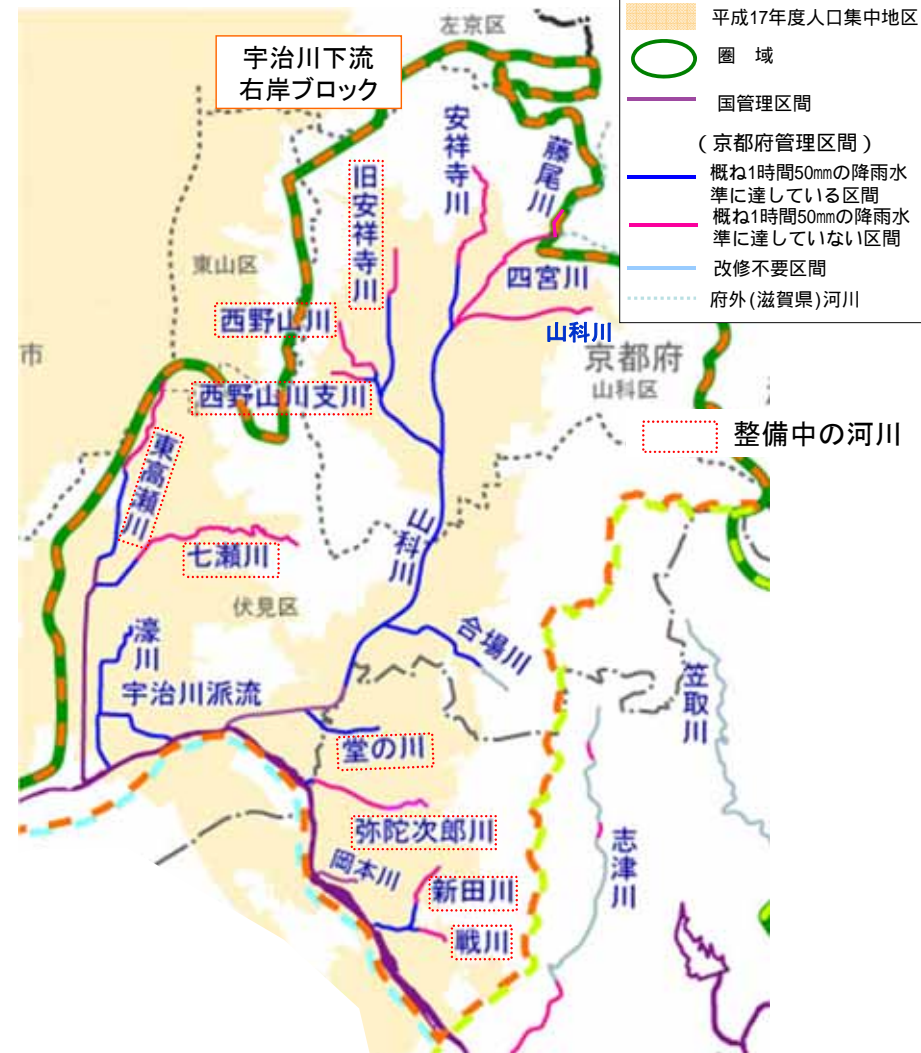 左京区
宇治川下流
右岸ブロック
平成17年度人口集中地区
圏 域
国管理区間
(京都府管理区間)
概ね1時間50㎜の降雨水
準に達している区間
概ね1時間50㎜の降雨水
準に達していない区間
改修不要区間
府外(滋賀県)河川
安祥寺川
藤尾川
旧安祥寺川
東山区
四宮川
西野山川
山科川
市
京都府
山科区
西野山川支川
整備中の河川
東高瀬川
山科川
七瀬川
伏見区
合場川
濠川
笠取川
宇治川派流
堂の川
弥陀次郎川
志津川
岡本川
新田川
戦川